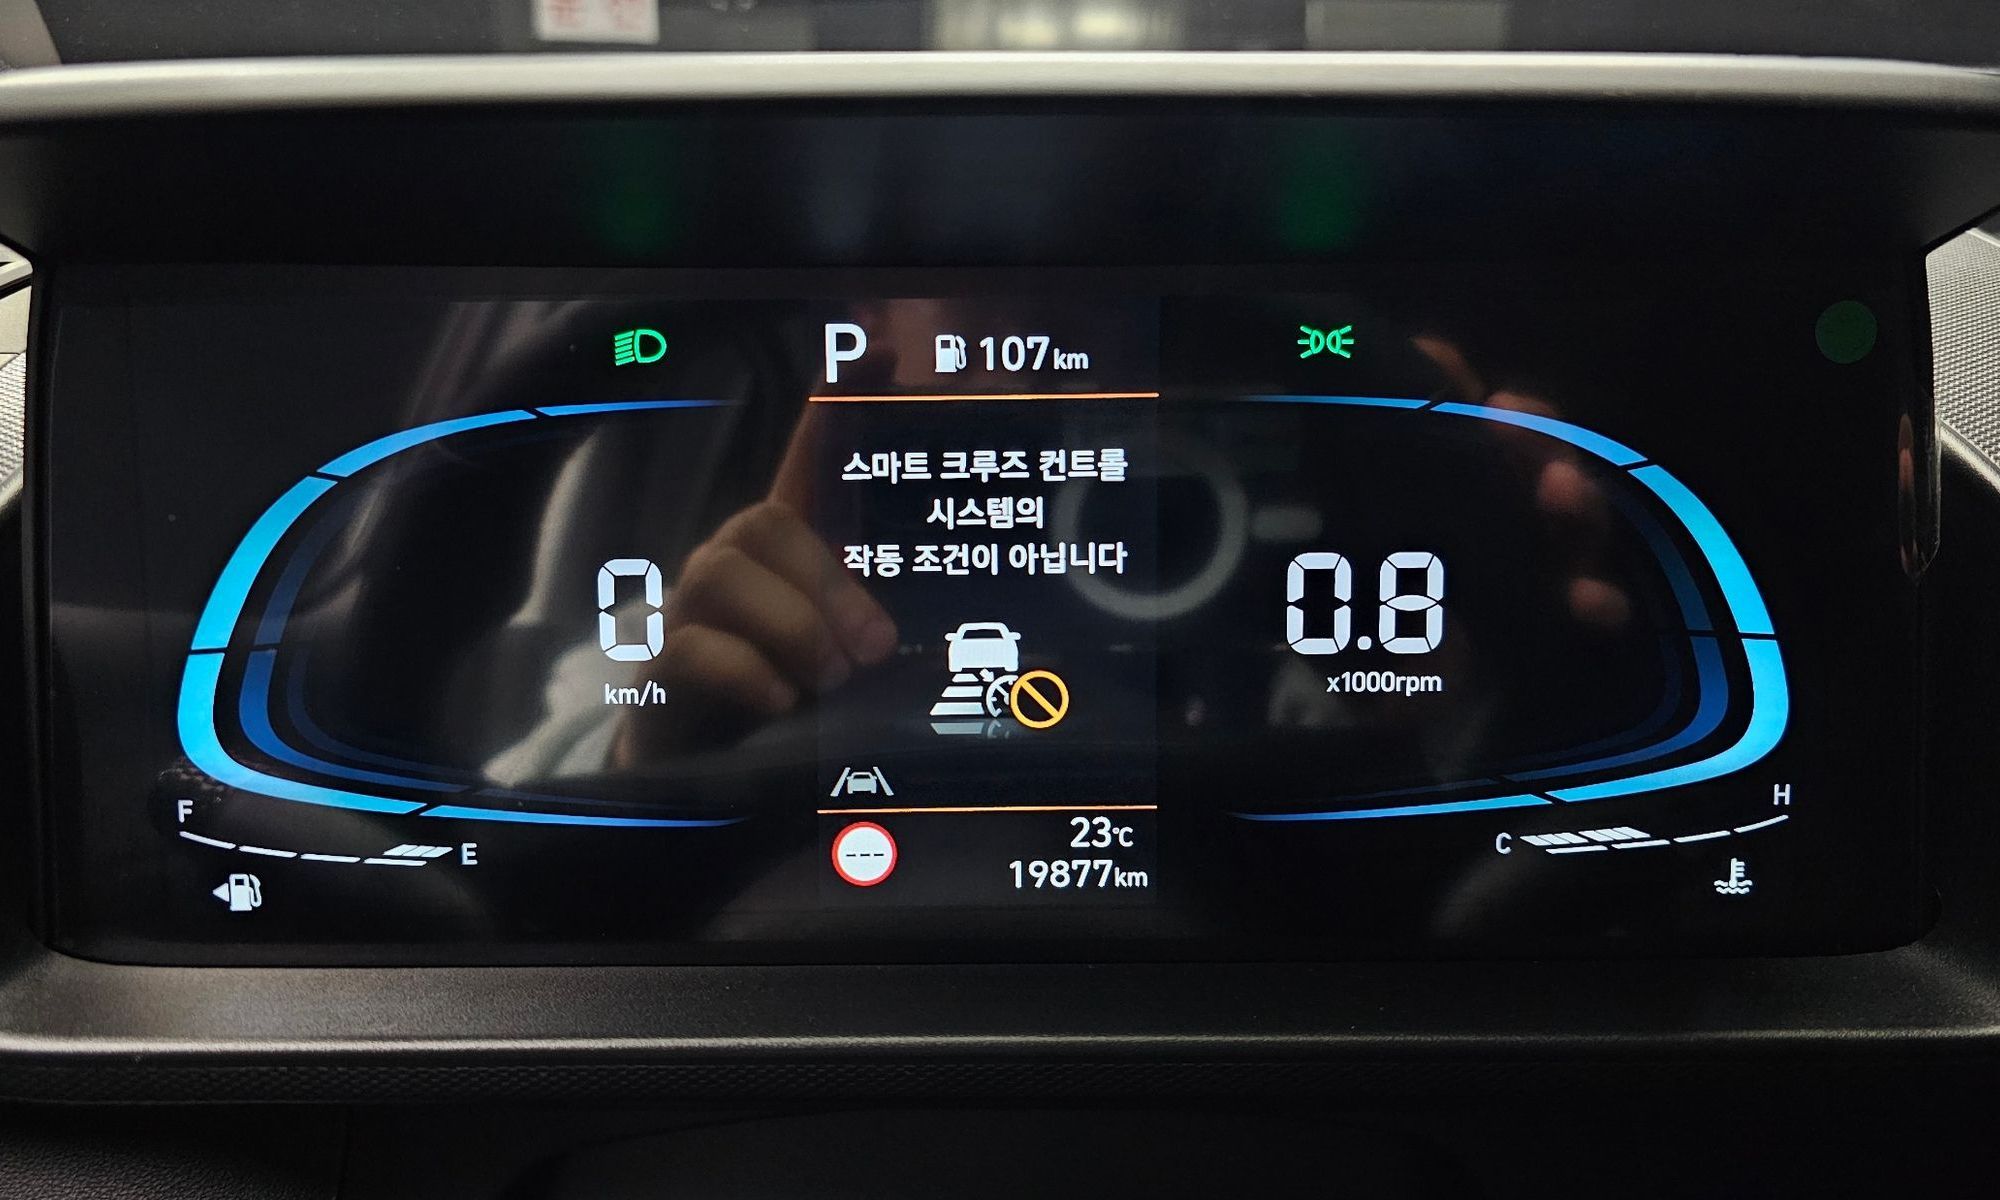 P 107km
스마트 크루즈 컨트롤
시스템의
작동 조건이 아닙니다
0
km/h
0.8
x1000rpm
F
E
C
H
---
23℃
19877km